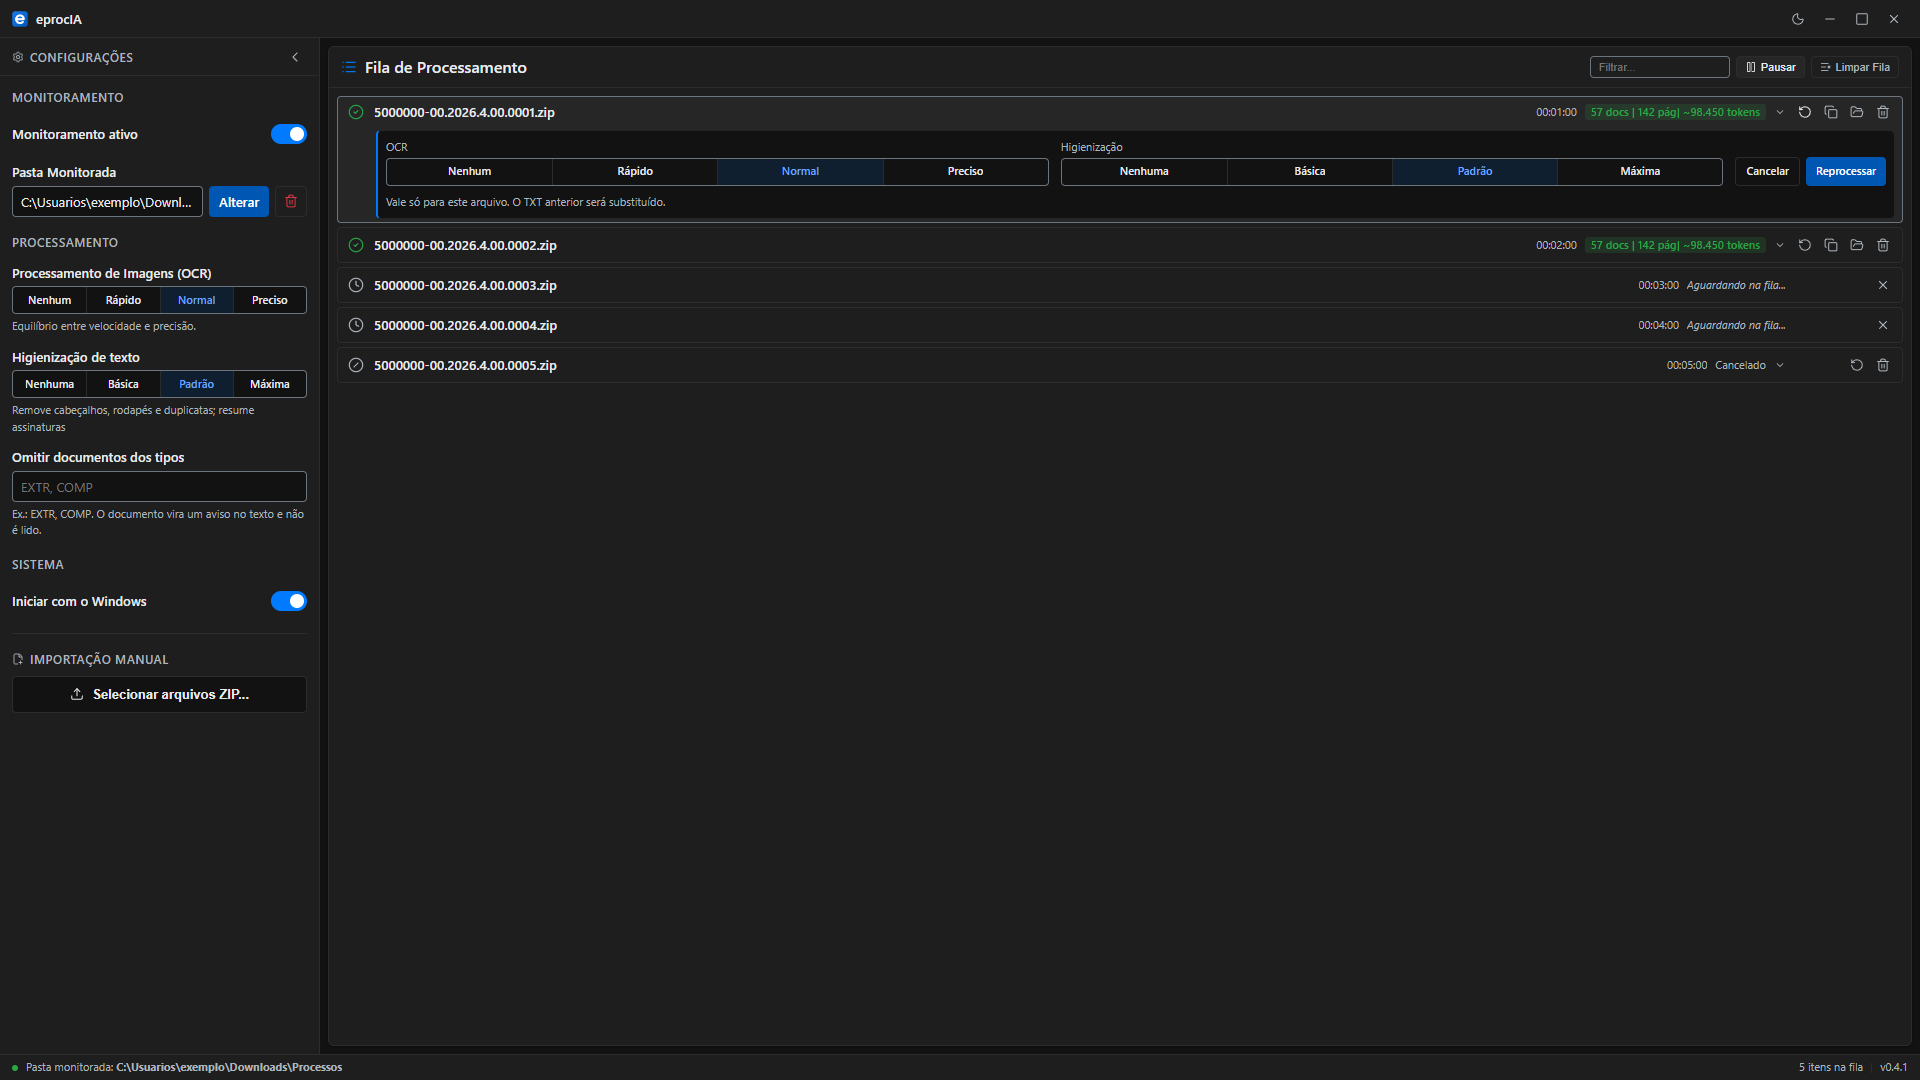 eprocIA
CONFIGURAÇÕES
MONITORAMENTO
Monitoramento ativo
Pasta Monitorada
C:\Usuarios\exemplo\Downl... Alterar
PROCESSAMENTO
Processamento de Imagens (OCR)
Nenhum Rápido Normal Preciso
Equilíbrio entre velocidade e precisão.
Higienização de texto
Nenhuma Básica Padrão Máxima
Remove cabeçalhos, rodapés e duplicatas; resume
assinaturas
Omitir documentos dos tipos
EXTR, COMP
Ex.: EXTR, COMP. O documento vira um aviso no texto e não
é lido.
SISTEMA
Iniciar com o Windows
IMPORTAÇÃO MANUAL
Selecionar arquivos ZIP...
Fila de Processamento Filtrar... Pausar Limpar Fila
5000000-00.2026.4.00.0001.zip 00:01:00 57 docs | 142 pág| ~98.450 tokens
OCR Higienização
Nenhum Rápido Normal Preciso Nenhuma Básica Padrão Máxima Cancelar Reprocessar
Vale só para este arquivo. O TXT anterior será substituído.
5000000-00.2026.4.00.0002.zip 00:02:00 57 docs | 142 pág| ~98.450 tokens
5000000-00.2026.4.00.0003.zip 00:03:00 Aguardando na fila...
5000000-00.2026.4.00.0004.zip 00:04:00 Aguardando na fila...
5000000-00.2026.4.00.0005.zip 00:05:00 Cancelado
Pasta monitorada: C:\Usuarios\exemplo\Downloads\Processos 5 itens na fila v0.4.1